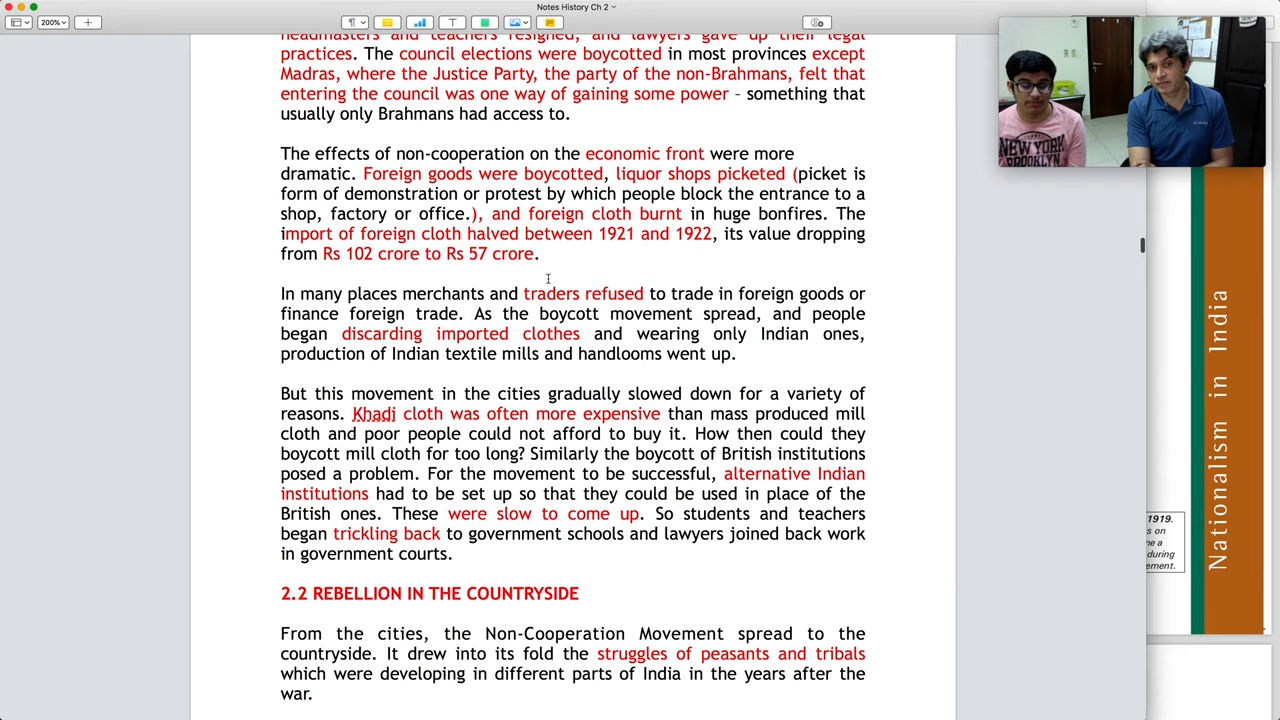 Notes History Ch 2
200%
headmasters and teachers resigned, and lawyers gave up their legal
practices. The council elections were boycotted in most provinces except
Madras, where the Justice Party, the party of the non-Brahmans, felt that
entering the council was one way of gaining some power – something that
usually only Brahmans had access to.
The effects of non-cooperation on the economic front were more
dramatic. Foreign goods were boycotted, liquor shops picketed (picket is
form of demonstration or protest by which people block the entrance to a
shop, factory or office.), and foreign cloth burnt in huge bonfires. The
import of foreign cloth halved between 1921 and 1922, its value dropping
from Rs 102 crore to Rs 57 crore.
In many places merchants and traders refused to trade in foreign goods or
finance foreign trade. As the boycott movement spread, and people
began discarding imported clothes and wearing only Indian ones,
production of Indian textile mills and handlooms went up.
But this movement in the cities gradually slowed down for a variety of
reasons. Khadi cloth was often more expensive than mass produced mill
cloth and poor people could not afford to buy it. How then could they
boycott mill cloth for too long? Similarly the boycott of British institutions
posed a problem. For the movement to be successful, alternative Indian
institutions had to be set up so that they could be used in place of the
British ones. These were slow to come up. So students and teachers
began trickling back to government schools and lawyers joined back work
in government courts.
2.2 REBELLION IN THE COUNTRYSIDE
From the cities, the Non-Cooperation Movement spread to the
countryside. It drew into its fold the struggles of peasants and tribals
which were developing in different parts of India in the years after the
war.
NEW YORK
BROOKLYN
Nationalism in India
1919.
s on
ne a
during
ement.